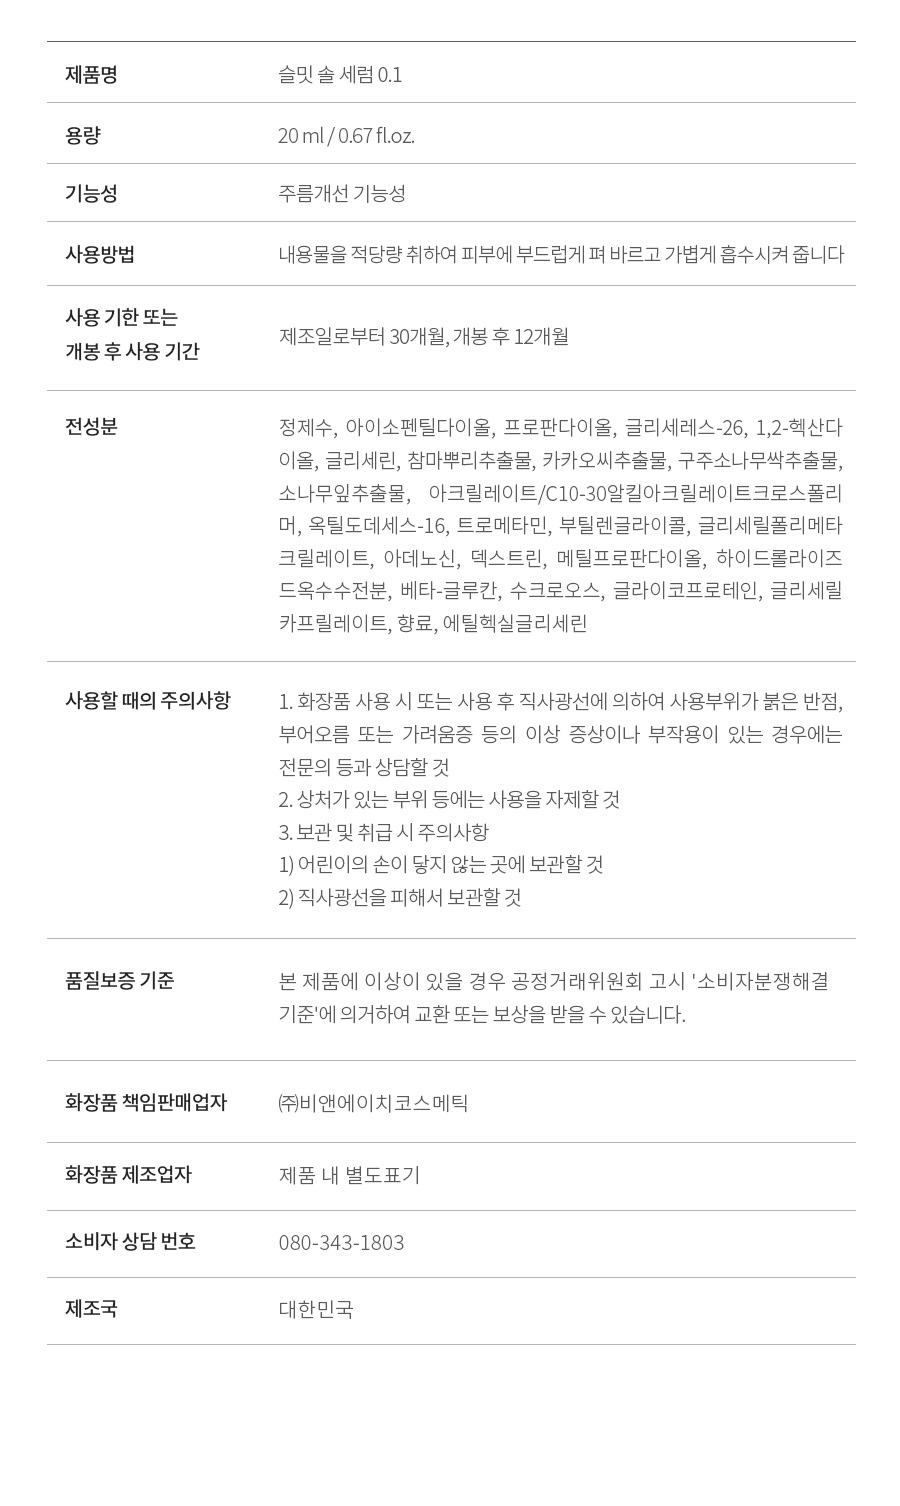 제품명 슬밋 솔 세럼 0.1
용량 20 ml / 0.67 fl.oz.
기능성 주름개선 기능성
사용방법 내용물을 적당량 취하여 피부에 부드럽게 펴 바르고 가볍게 흡수시켜 줍니다
사용 기한 또는
개봉 후 사용 기간
제조일로부터 30개월, 개봉 후 12개월
전성분 정제수, 아이소펜틸다이올, 프로판다이올, 글리세레스-26, 1,2-헥산다
이올, 글리세린, 참마뿌리추출물, 카카오씨추출물, 구주소나무싹추출물,
소나무잎추출물, 아크릴레이트/C10-30알킬아크릴레이트크로스폴리
머, 옥틸도데세스-16, 트로메타민, 부틸렌글라이콜, 글리세릴폴리메타
크릴레이트, 아데노신, 덱스트린, 메틸프로판다이올, 하이드롤라이즈
드옥수수전분, 베타-글루칸, 수크로오스, 글라이코프로테인, 글리세릴
카프릴레이트, 향료, 에틸헥실글리세린
사용할 때의 주의사항 1. 화장품 사용 시 또는 사용 후 직사광선에 의하여 사용부위가 붉은 반점,
부어오름 또는 가려움증 등의 이상 증상이나 부작용이 있는 경우에는
전문의 등과 상담할 것
2. 상처가 있는 부위 등에는 사용을 자제할 것
3. 보관 및 취급 시 주의사항
1) 어린이의 손이 닿지 않는 곳에 보관할 것
2) 직사광선을 피해서 보관할 것
품질보증 기준 본 제품에 이상이 있을 경우 공정거래위원회 고시 '소비자분쟁해결
기준'에 의거하여 교환 또는 보상을 받을 수 있습니다.
화장품 책임판매업자 ㈜비앤에이치코스메틱
화장품 제조업자 제품 내 별도표기
소비자 상담 번호 080-343-1803
제조국 대한민국